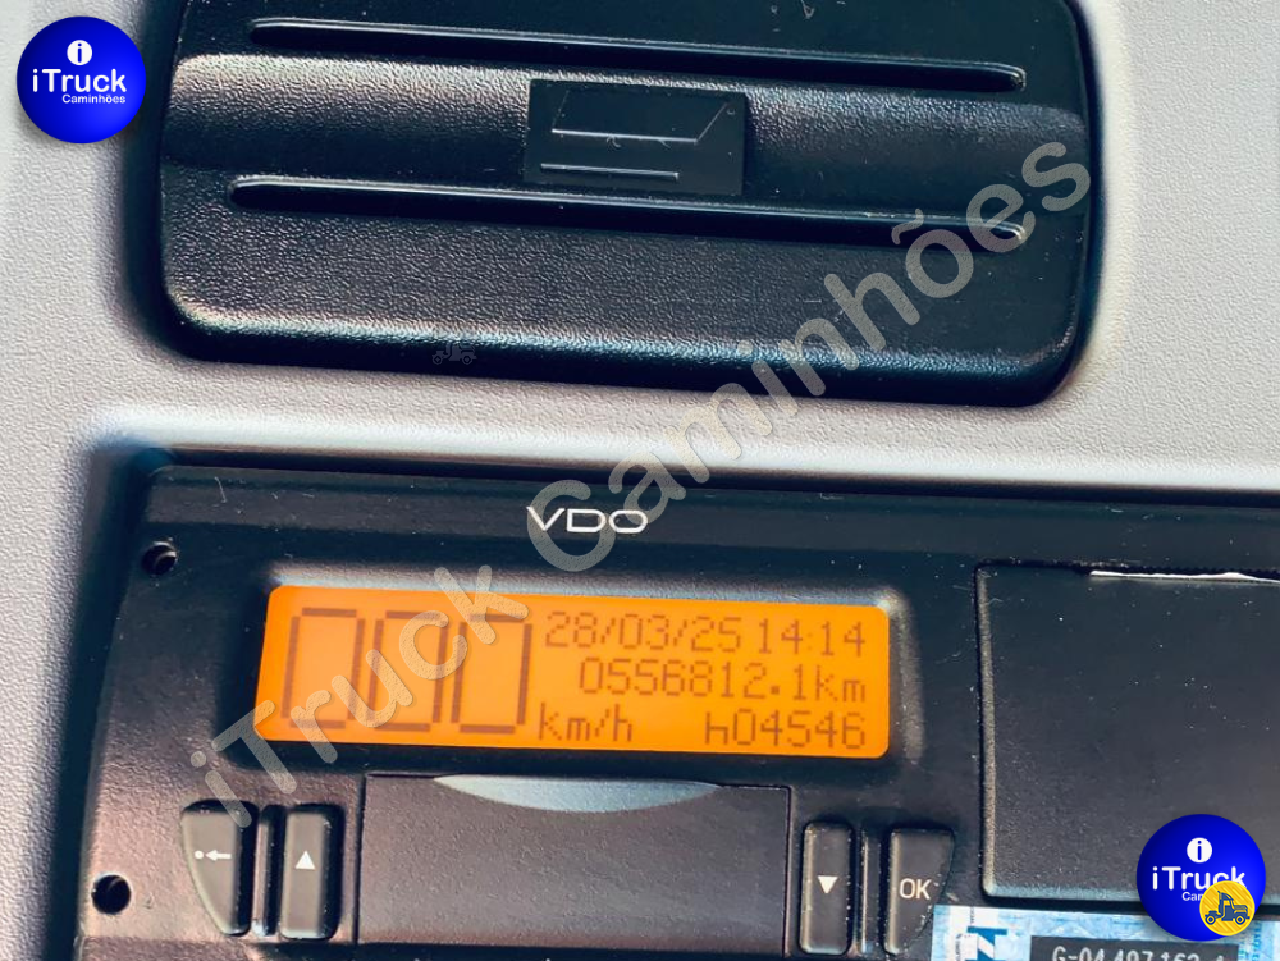 i
iTruck
Caminhões
iTruck Caminhões
VDO
000
28/03/25 14:14
0556812.1km
km/h
h04546
OK
i
iTruck